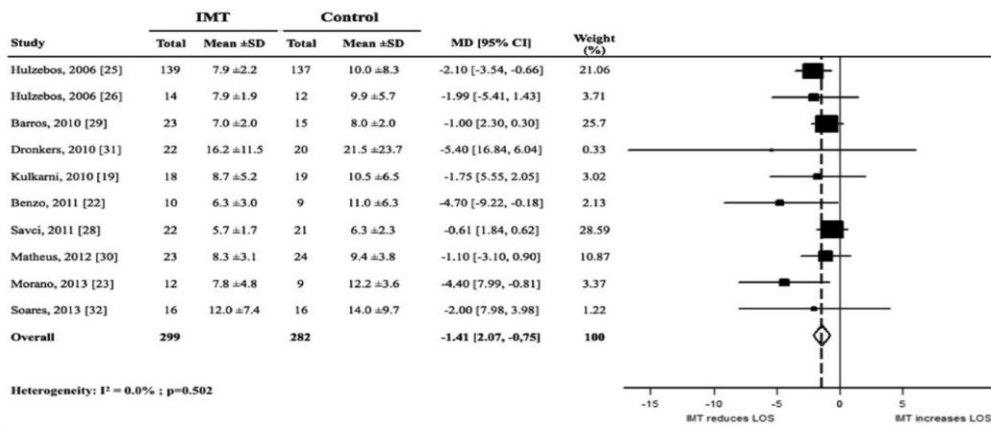 IMT Control
Study Total Mean ±SD Total Mean ±SD MD [95% CI] Weight (%)
Hulzebos, 2006 [25] 139 7.9 ±2.2 137 10.0 ±8.3 -2.10 [-3.54, -0.66] 21.06
Hulzebos, 2006 [26] 14 7.9 ±1.9 12 9.9 ±5.7 -1.99 [-5.41, 1.43] 3.71
Barros, 2010 [29] 23 7.0 ±2.0 15 8.0 ±2.0 -1.00 [2.30, 0.30] 25.7
Dronkers, 2010 [31] 22 16.2 ±11.5 20 21.5 ±23.7 -5.40 [16.84, 6.04] 0.33
Kulkarni, 2010 [19] 18 8.7 ±5.2 19 10.5 ±6.5 -1.75 [5.55, 2.05] 3.02
Benzo, 2011 [22] 10 6.3 ±3.0 9 11.0 ±6.3 -4.70 [-9.22, -0.18] 2.13
Savci, 2011 [28] 22 5.7 ±1.7 21 6.3 ±2.3 -0.61 [1.84, 0.62] 28.59
Matheus, 2012 [30] 23 8.3 ±3.1 24 9.4 ±3.8 -1.10 [-3.10, 0.90] 10.87
Morano, 2013 [23] 12 7.8 ±4.8 9 12.2 ±3.6 -4.40 [7.99, -0.81] 3.37
Soares, 2013 [32] 16 12.0 ±7.4 16 14.0 ±9.7 -2.00 [7.98, 3.98] 1.22
Overall 299 282 -1.41 [2.07, -0,75] 100
Heterogeneity: I² = 0.0% ; p=0.502
-15 -10 -5 0 5
IMT reduces LOS IMT increases LOS